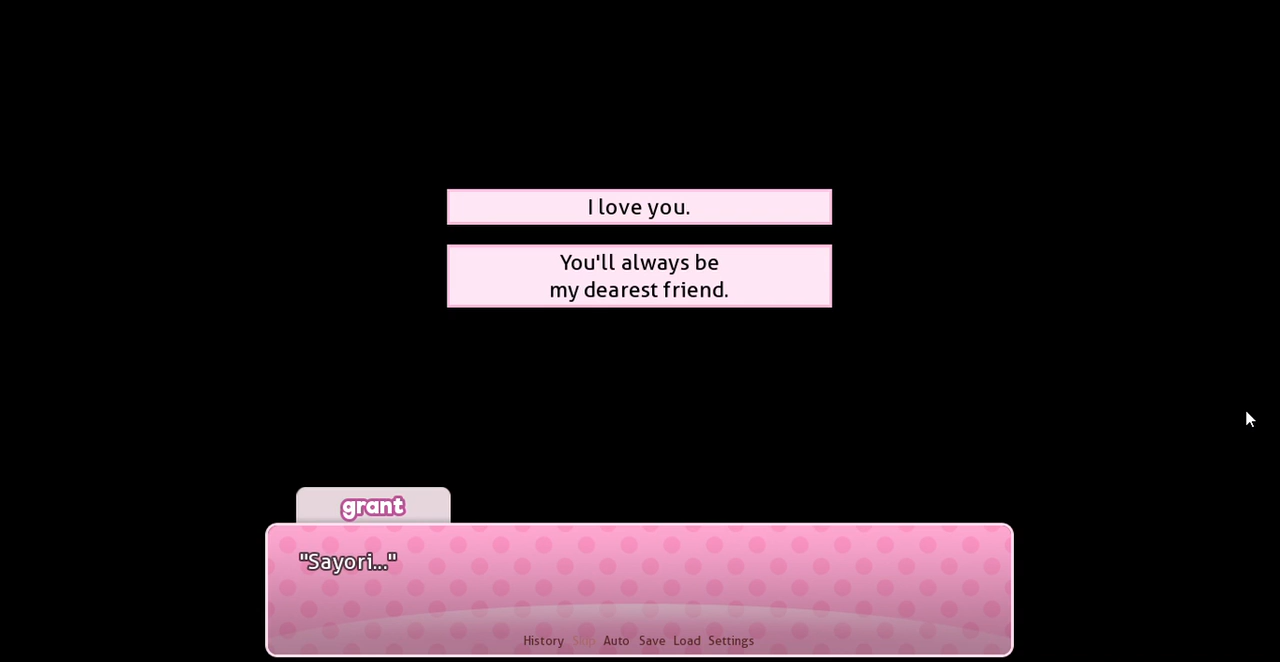 I love you.
You'll always be
my dearest friend.
grant
"Sayori..."
History Skip Auto Save Load Settings